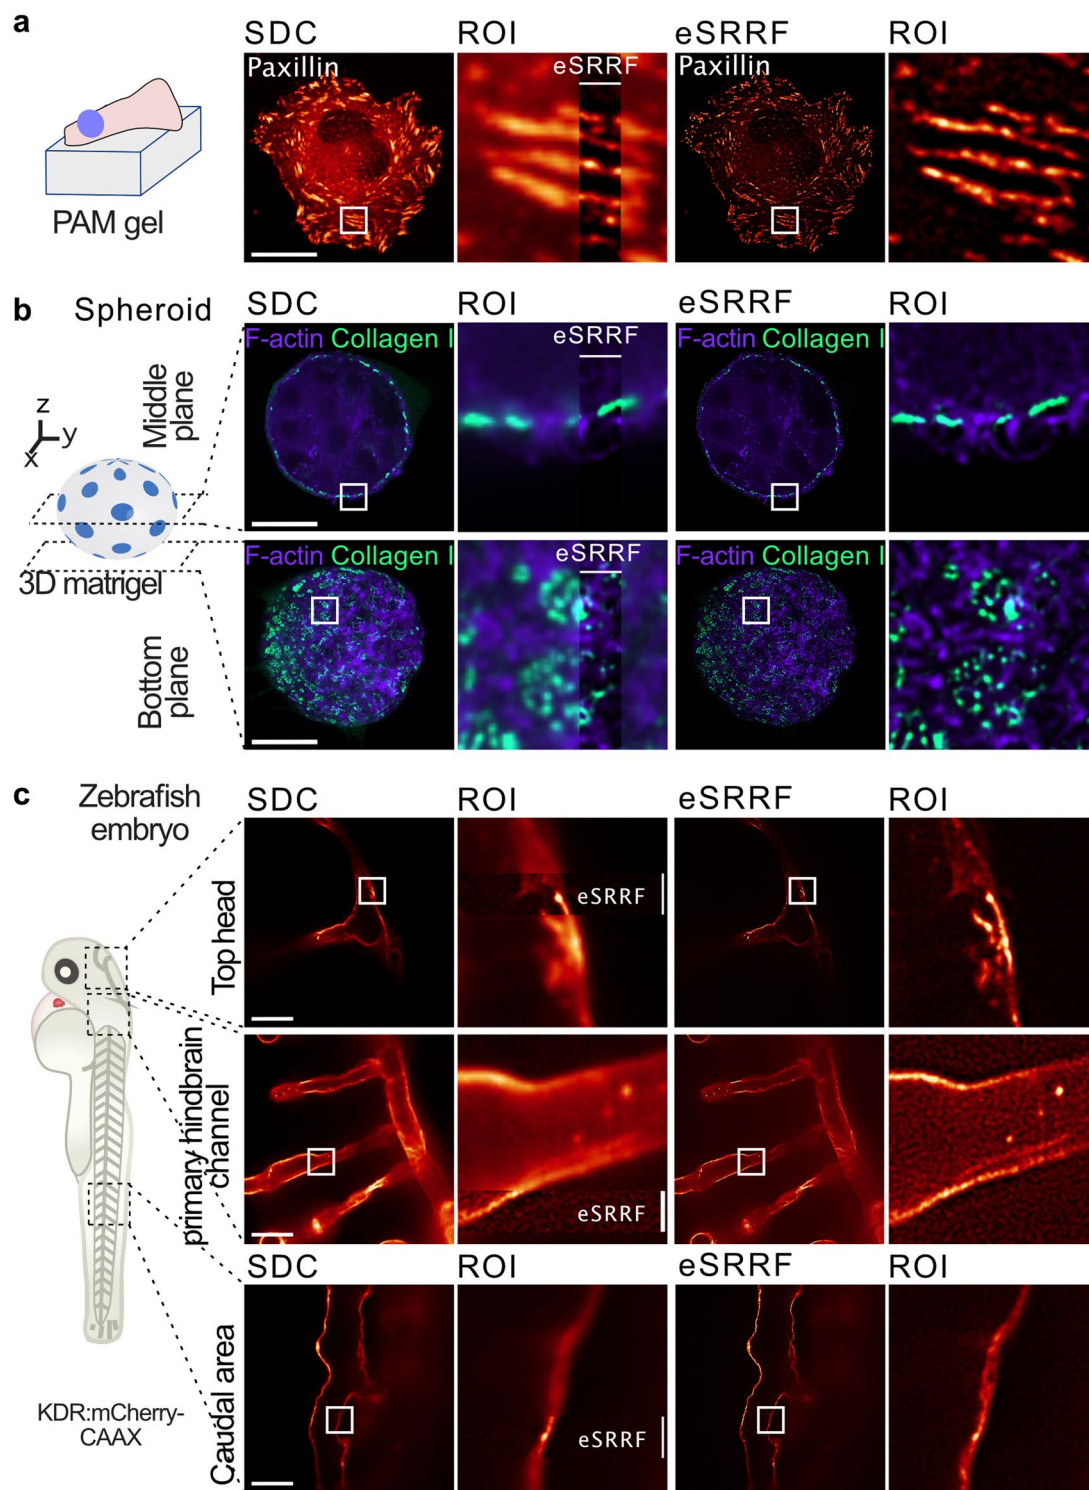 a
SDC
ROI
eSRRF
ROI
Paxillin
eSRRF
Paxillin
PAM gel
b
Spheroid
SDC
ROI
eSRRF
ROI
F-actin Collagen I
eSRRF
F-actin Collagen I
Middle
plane
z
y
x
3D matrigel
F-actin Collagen I
eSRRF
F-actin Collagen I
Bottom
plane
c
Zebrafish
embryo
SDC
ROI
eSRRF
ROI
Top head
eSRRF
primary hindbrain
channel
eSRRF
SDC
ROI
eSRRF
ROI
Caudal area
eSRRF
KDR:mCherry-
CAAX